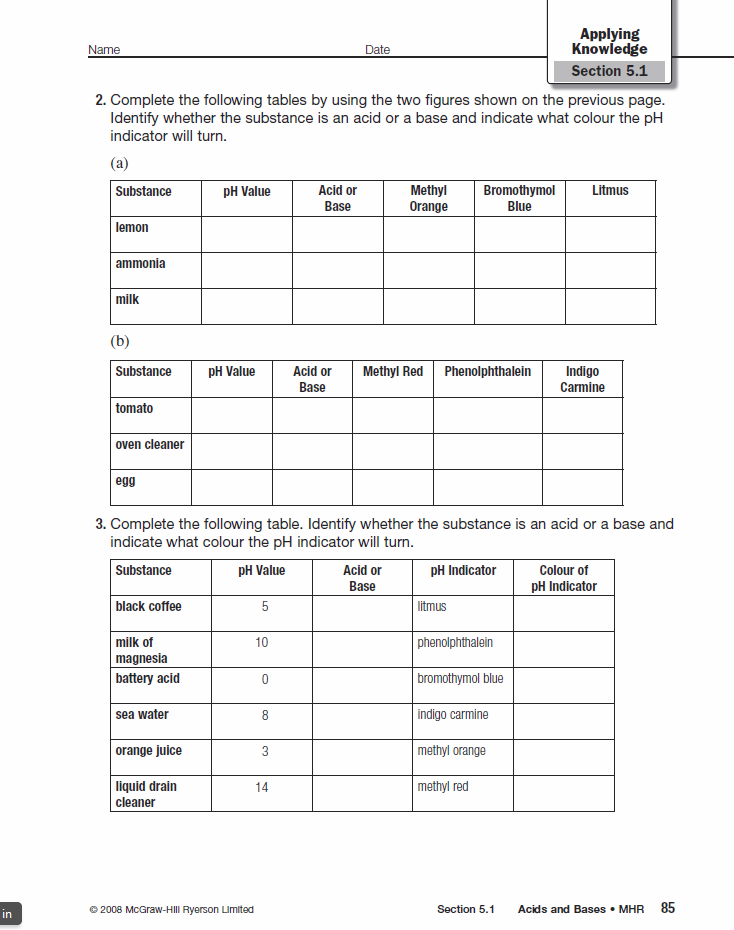 Applying
Knowledge
Name Date
Section 5.1
2. Complete the following tables by using the two figures shown on the previous page.
Identify whether the substance is an acid or a base and indicate what colour the pH
indicator will turn.
(a)
Substance pH Value Acid or Base Methyl Orange Bromothymol Blue Litmus
lemon
ammonia
milk
(b)
Substance pH Value Acid or Base Methyl Red Phenolphthalein Indigo Carmine
tomato
oven cleaner
egg
3. Complete the following table. Identify whether the substance is an acid or a base and
indicate what colour the pH indicator will turn.
Substance pH Value Acid or Base pH Indicator Colour of pH Indicator
black coffee 5 litmus
milk of magnesia 10 phenolphthalein
battery acid 0 bromothymol blue
sea water 8 indigo carmine
orange juice 3 methyl orange
liquid drain cleaner 14 methyl red
in
© 2008 McGraw-Hill Ryerson Limited Section 5.1 Acids and Bases • MHR 85